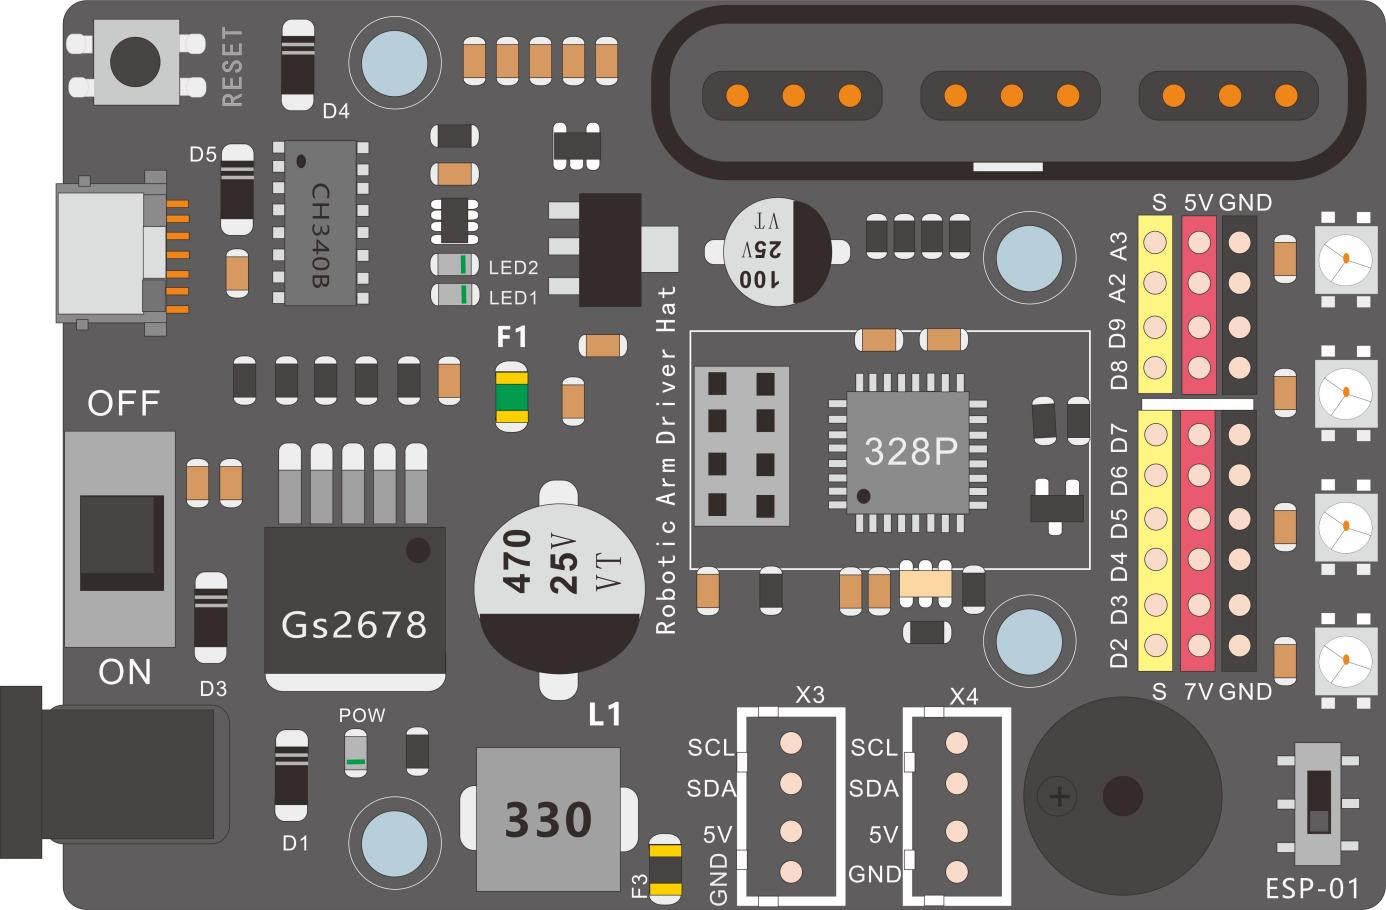 RESET
D4
D5
CH340B
LED2
LED1
F1
OFF
ON
D3
Gs2678
470
25V
VT
100
25V
VT
Robotic Arm Driver Hat
328P
S 5V GND
A3
A2
D9
D8
D7
D6
D5
D4
D3
D2
S 7V GND
POW
D1
L1
330
F3
X3
SCL
SDA
5V
GND
X4
SCL
SDA
5V
GND
+
ESP-01